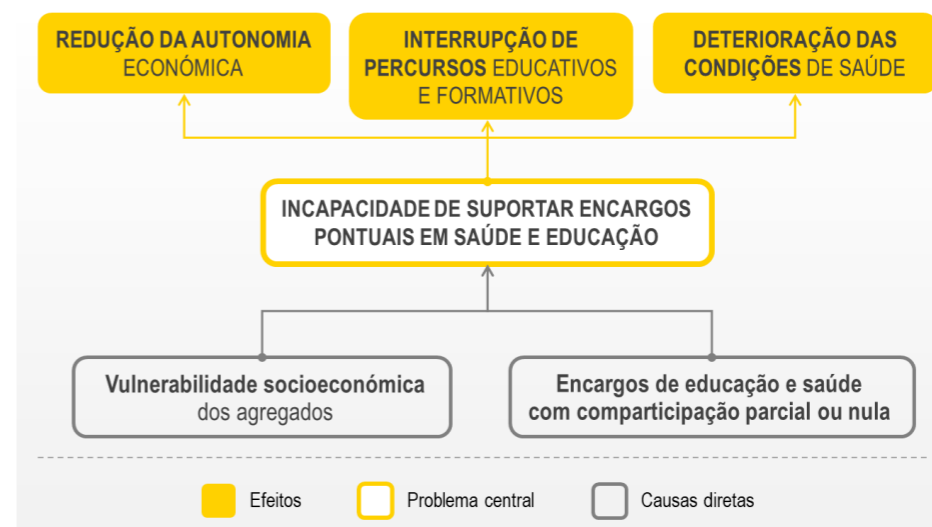 REDUÇÃO DA AUTONOMIA
ECONÓMICA
INTERRUPÇÃO DE
PERCURSOS EDUCATIVOS
E FORMATIVOS
DETERIORAÇÃO DAS
CONDIÇÕES DE SAÚDE
INCAPACIDADE DE SUPORTAR ENCARGOS
PONTUAIS EM SAÚDE E EDUCAÇÃO
Vulnerabilidade socioeconómica
dos agregados
Encargos de educação e saúde
com comparticipação parcial ou nula
Efeitos
Problema central
Causas diretas